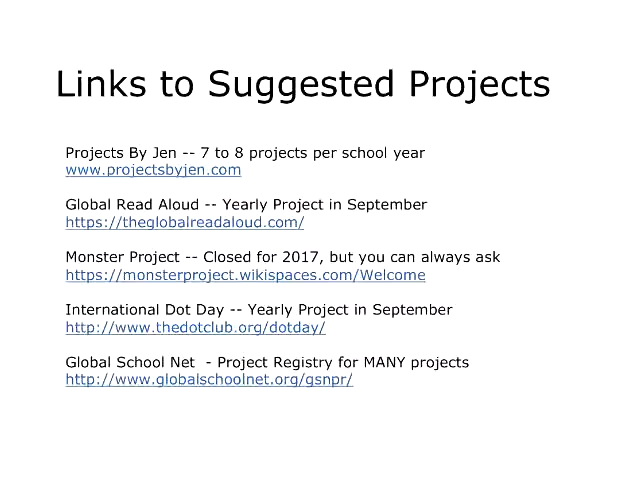 Links to Suggested Projects
Projects By Jen -- 7 to 8 projects per school year
www.projectsbyjen.com
Global Read Aloud -- Yearly Project in September
https://theglobalreadaloud.com/
Monster Project -- Closed for 2017, but you can always ask
https://monsterproject.wikispaces.com/Welcome
International Dot Day -- Yearly Project in September
http://www.thedotclub.org/dotday/
Global School Net  - Project Registry for MANY projects
http://www.globalschoolnet.org/gsnpr/